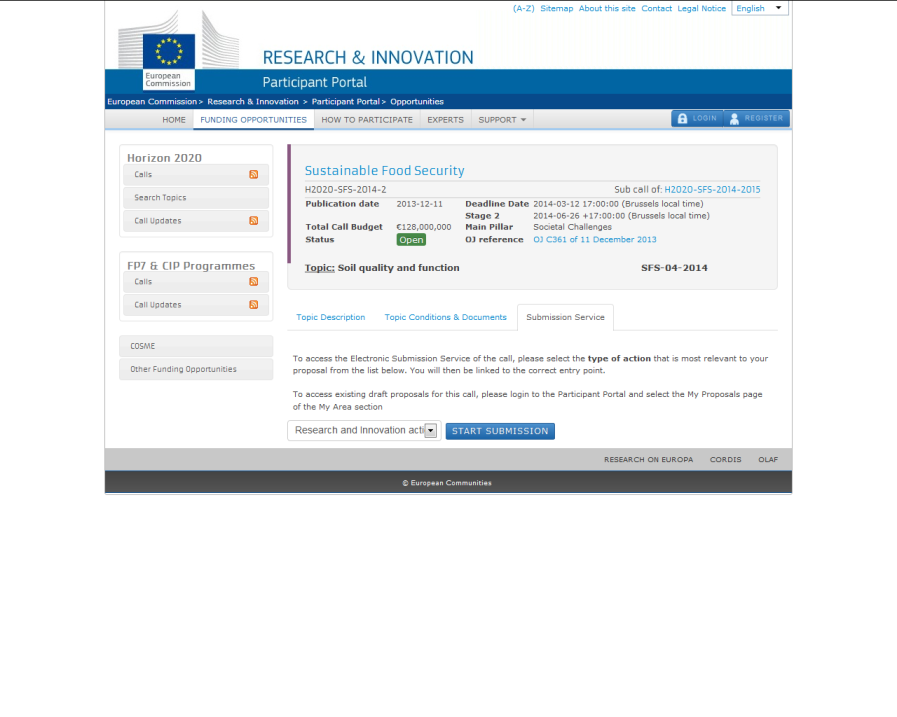 (A-Z) Sitemap About this site Contact Legal Notice English
RESEARCH & INNOVATION
European
Commission
Participant Portal
European Commission> Research & Innovation > Participant Portal> Opportunities
HOME FUNDING OPPORTUNITIES HOW TO PARTICIPATE EXPERTS SUPPORT LOGIN REGISTER
Horizon 2020
Calls
Search Topics
Call Updates
FP7 & CIP Programmes
Calls
Call Updates
COSME
Other Funding Opportunities
Sustainable Food Security
H2020-SFS-2014-2 Sub call of: H2020-SFS-2014-2015
Publication date 2013-12-11 Deadline Date 2014-03-12 17:00:00 (Brussels local time)
Stage 2 2014-06-26 +17:00:00 (Brussels local time)
Total Call Budget €128,000,000 Main Pillar Societal Challenges
Status Open OJ reference OJ C361 of 11 December 2013
Topic: Soil quality and function SFS-04-2014
Topic Description Topic Conditions & Documents Submission Service
To access the Electronic Submission Service of the call, please select the type of action that is most relevant to your
proposal from the list below. You will then be linked to the correct entry point.
To access existing draft proposals for this call, please login to the Participant Portal and select the My Proposals page
of the My Area section
Research and Innovation acti START SUBMISSION
RESEARCH ON EUROPA CORDIS OLAF
© European Communities